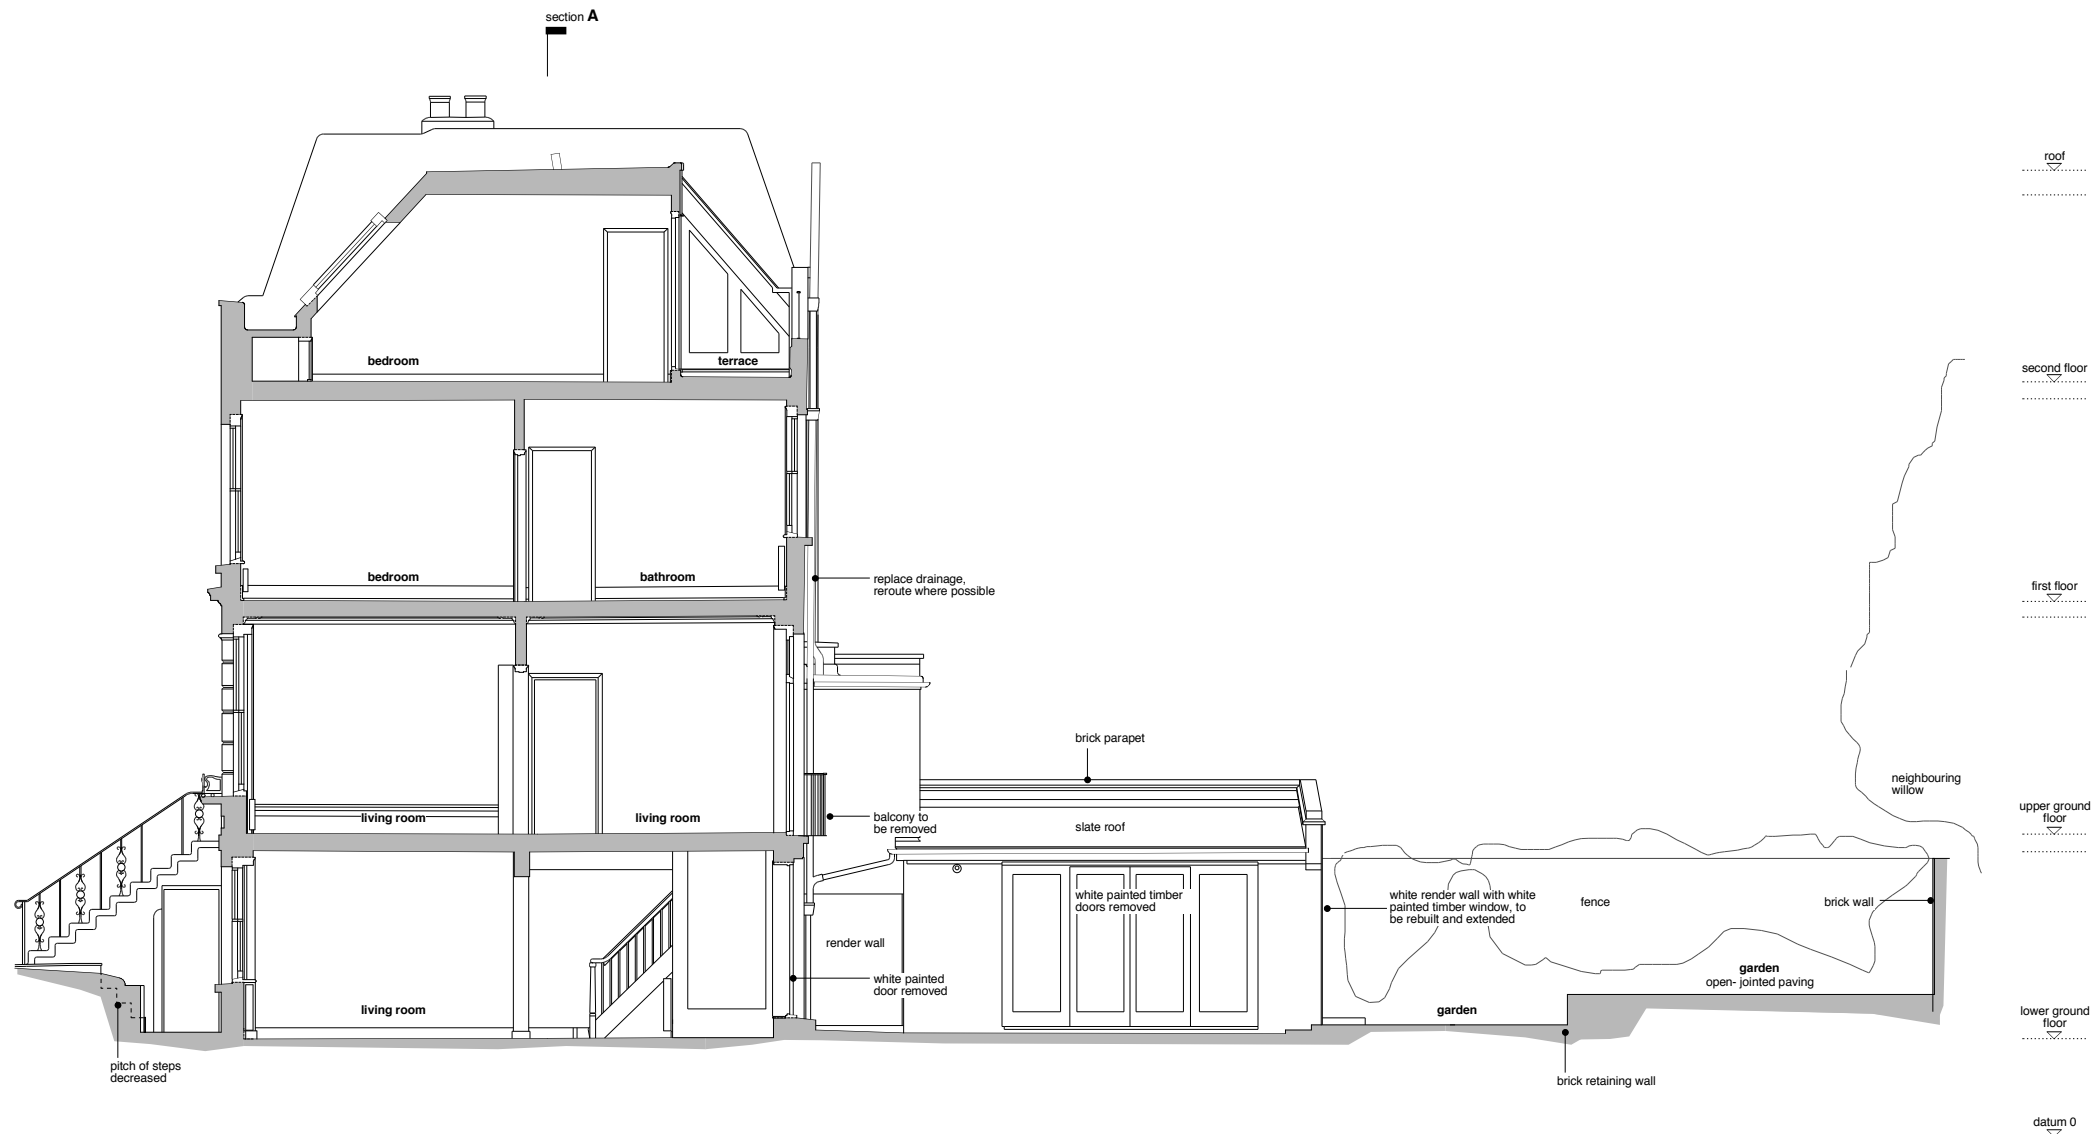 section A
roof
second floor
bedroom
terrace
first floor
bedroom
bathroom
replace drainage,
reroute where possible
brick parapet
neighbouring
willow
upper ground
floor
living room
living room
balcony to
be removed
slate roof
white painted timber
doors removed
white render wall with white
painted timber window, to
be rebuilt and extended
fence
brick wall
render wall
white painted
door removed
garden
open- jointed paving
living room
garden
lower ground
floor
pitch of steps
decreased
brick retaining wall
datum 0